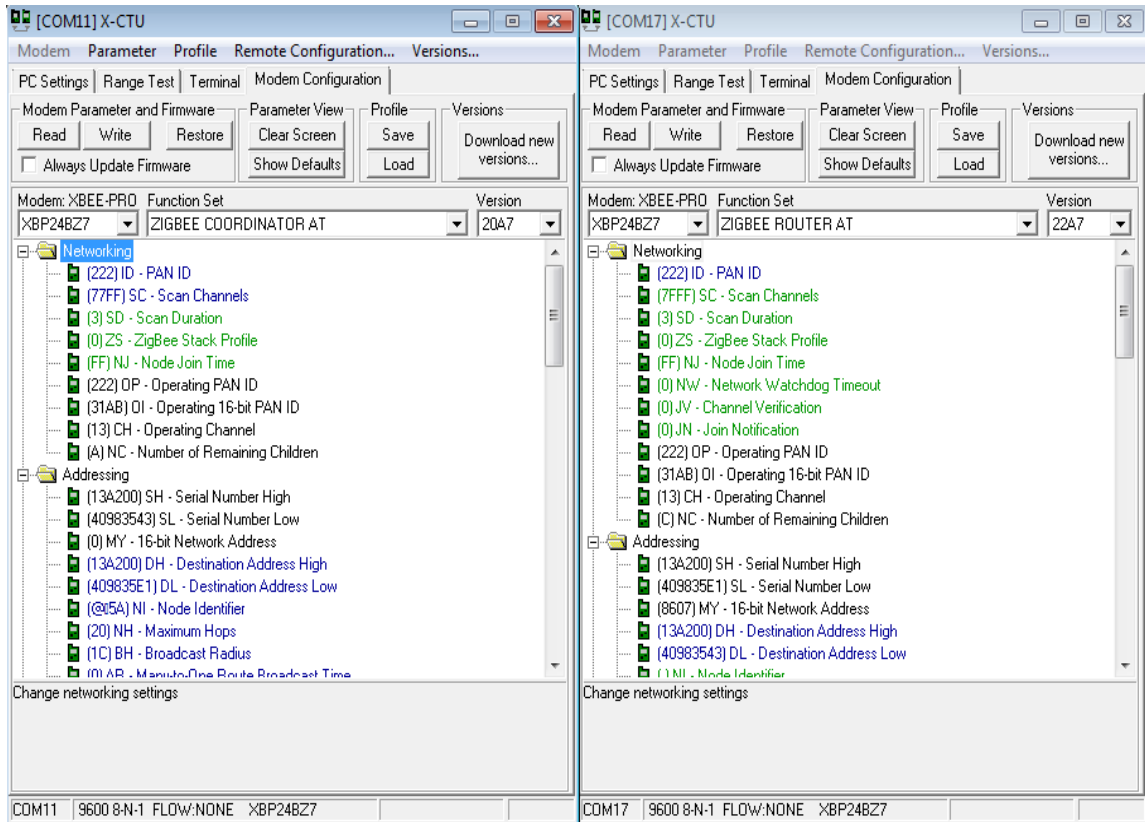 [COM11] X-CTU
Modem Parameter Profile Remote Configuration... Versions...
PC Settings Range Test Terminal Modem Configuration
Modem Parameter and Firmware Parameter View Profile Versions
Read Write Restore Clear Screen Save Download new versions...
Always Update Firmware Show Defaults Load
Modem: XBEE-PRO Function Set Version
XBP24BZ7 ZIGBEE COORDINATOR AT 20A7
Networking
(222) ID - PAN ID
(77FF) SC - Scan Channels
(3) SD - Scan Duration
(0) ZS - ZigBee Stack Profile
(FF) NJ - Node Join Time
(222) OP - Operating PAN ID
(31AB) OI - Operating 16-bit PAN ID
(13) CH - Operating Channel
(A) NC - Number of Remaining Children
Addressing
(13A200) SH - Serial Number High
(40983543) SL - Serial Number Low
(0) MY - 16-bit Network Address
(13A200) DH - Destination Address High
(409835E1) DL - Destination Address Low
NI - Node Identifier
(20) NH - Maximum Hops
(1C) BH - Broadcast Radius
(0) AR - Many-to-One Route Broadcast Time
Change networking settings
COM11 9600 8-N-1 FLOW:NONE XBP24BZ7
[COM17] X-CTU
Modem Parameter Profile Remote Configuration... Versions...
PC Settings Range Test Terminal Modem Configuration
Modem Parameter and Firmware Parameter View Profile Versions
Read Write Restore Clear Screen Save Download new versions...
Always Update Firmware Show Defaults Load
Modem: XBEE-PRO Function Set Version
XBP24BZ7 ZIGBEE ROUTER AT 22A7
Networking
(222) ID - PAN ID
(7FFF) SC - Scan Channels
(3) SD - Scan Duration
(0) ZS - ZigBee Stack Profile
(FF) NJ - Node Join Time
(0) NW - Network Watchdog Timeout
(0) JV - Channel Verification
(0) JN - Join Notification
(222) OP - Operating PAN ID
(31AB) OI - Operating 16-bit PAN ID
(13) CH - Operating Channel
(C) NC - Number of Remaining Children
Addressing
(13A200) SH - Serial Number High
(409835E1) SL - Serial Number Low
(8607) MY - 16-bit Network Address
(13A200) DH - Destination Address High
(40983543) DL - Destination Address Low
( ) NI - Node Identifier
Change networking settings
COM17 9600 8-N-1 FLOW:NONE XBP24BZ7